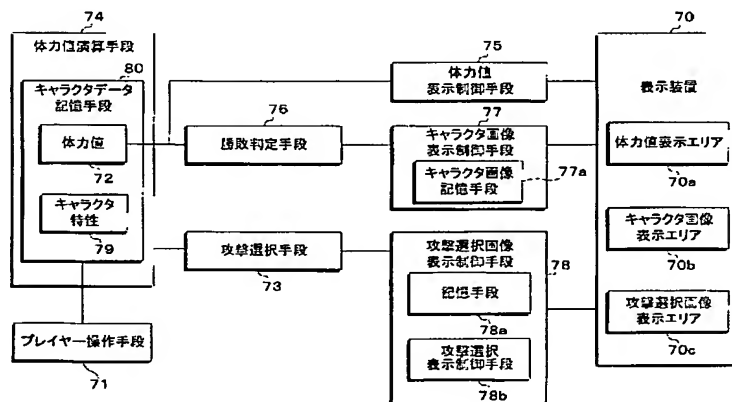 74
体力値演算手段
80
キャラクタデータ
記憶手段
体力値
72
キャラクタ
特性
79
プレイヤー操作手段
71
76
勝敗判定手段
攻撃選択手段
73
75
体力値
表示制御手段
77
キャラクタ画像
表示制御手段
キャラクタ画像
記憶手段
77a
攻撃選択画像
表示制御手段
78
記憶手段
78a
攻撃選択
表示制御手段
78b
70
表示装置
体力値表示エリア
70a
キャラクタ画像
表示エリア
70b
攻撃選択画像
表示エリア
70c